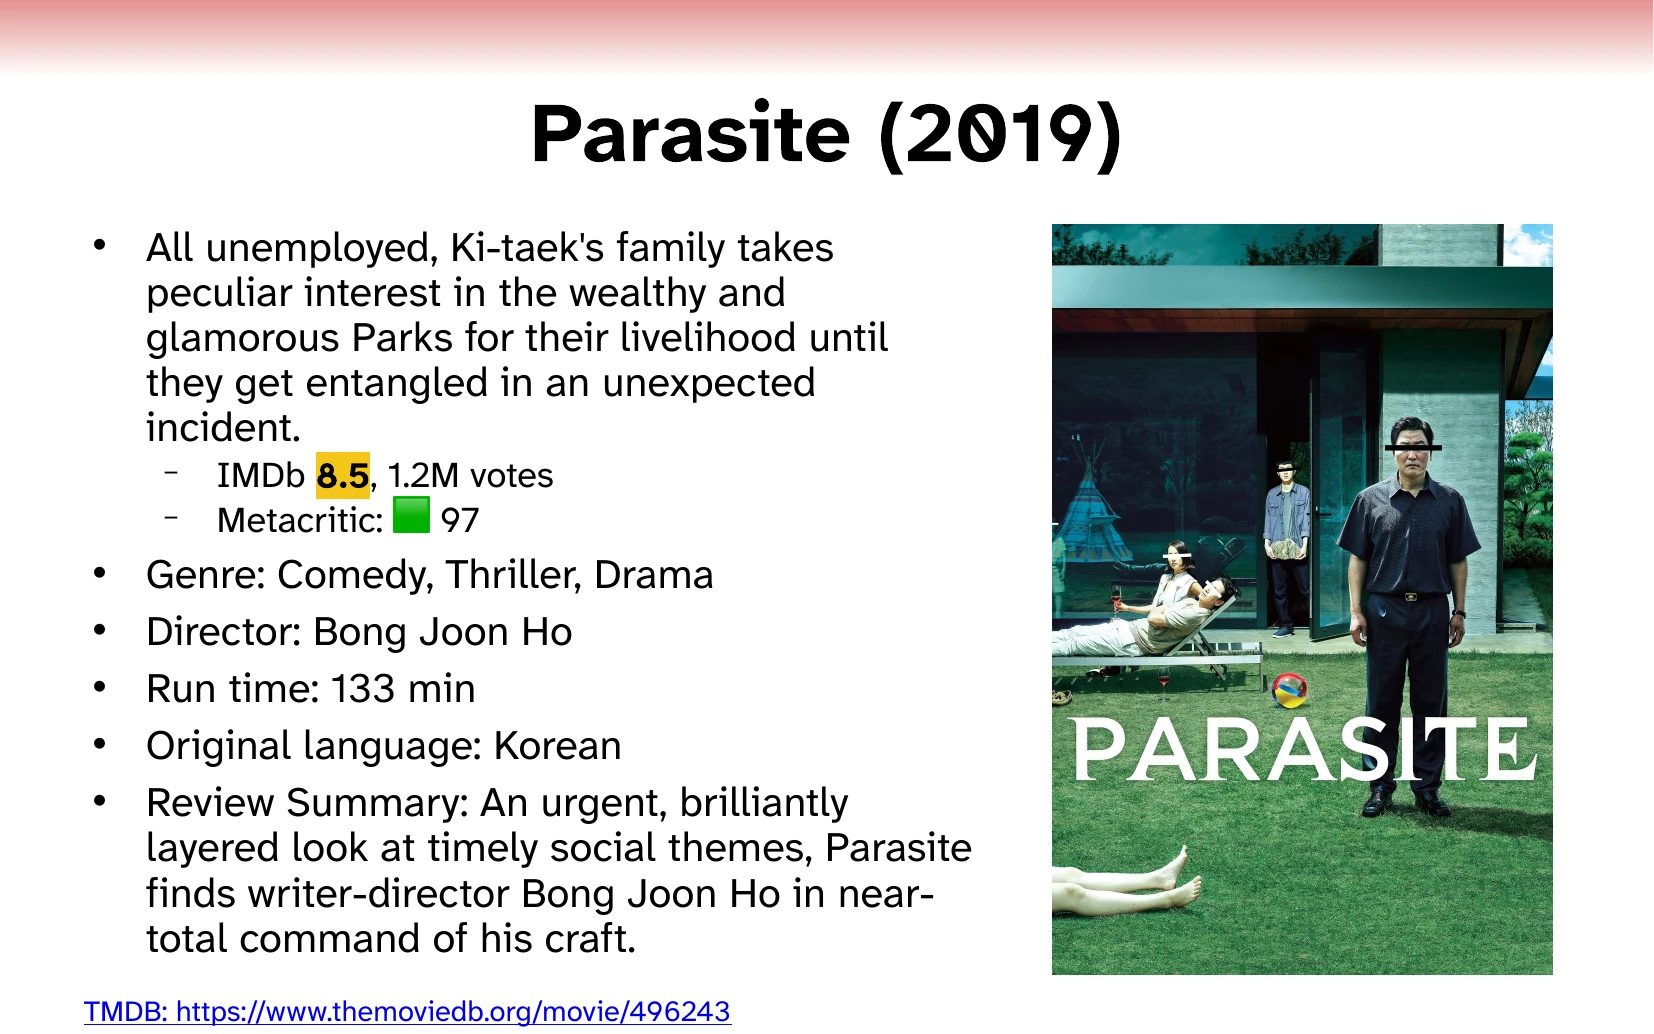 Parasite (2019)
• All unemployed, Ki-taek's family takes
peculiar interest in the wealthy and
glamorous Parks for their livelihood until
they get entangled in an unexpected
incident.
– IMDb 8.5, 1.2M votes
– Metacritic: 🟩 97
• Genre: Comedy, Thriller, Drama
• Director: Bong Joon Ho
• Run time: 133 min
• Original language: Korean
• Review Summary: An urgent, brilliantly
layered look at timely social themes, Parasite
finds writer-director Bong Joon Ho in near-
total command of his craft.
PARASITE
TMDB: https://www.themoviedb.org/movie/496243